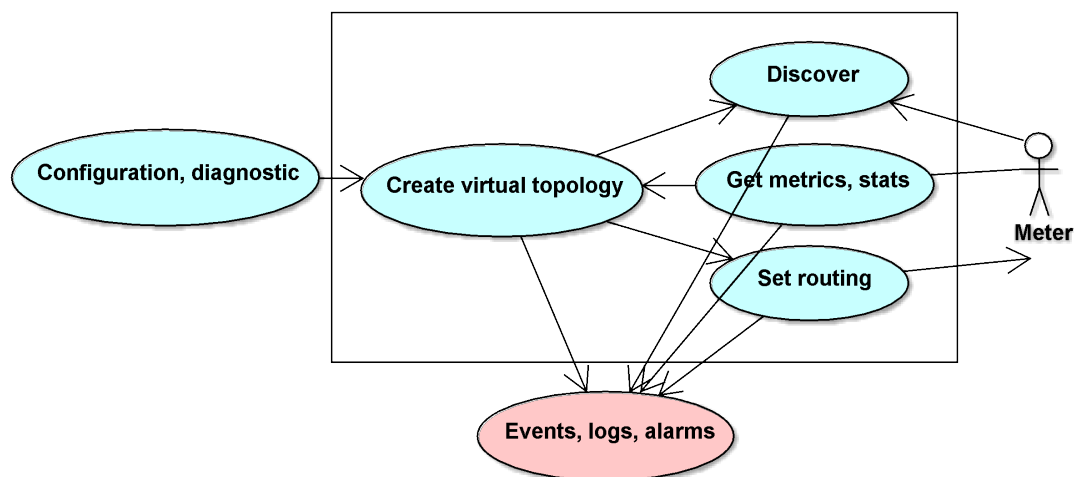 Discover
Configuration, diagnostic
Create virtual topology
Get metrics, stats
Meter
Set routing
Events, logs, alarms